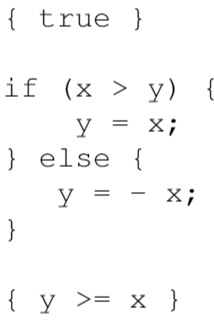 { true }
if (x > y) {
y = x;
} else {
y = - x;
}
{ y >= x }